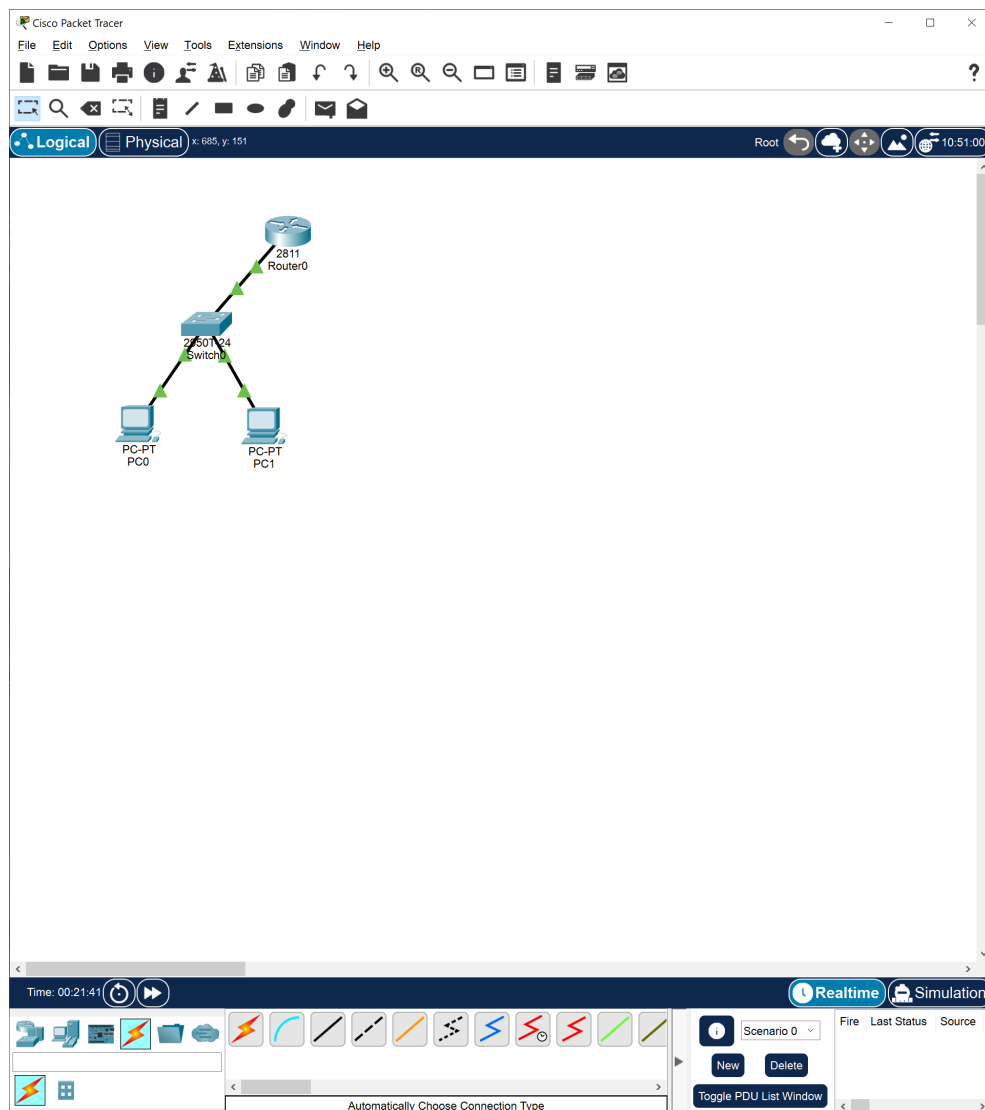 Cisco Packet Tracer
File Edit Options View Tools Extensions Window Help
?
Logical Physical x: 685, y: 151 Root 10:51:00
2811
Router0
2950T-24
Switch0
PC-PT
PC0
PC-PT
PC1
Time: 00:21:41 Realtime Simulation
Scenario 0 Fire Last Status Source
New Delete
Toggle PDU List Window
Automatically Choose Connection Type